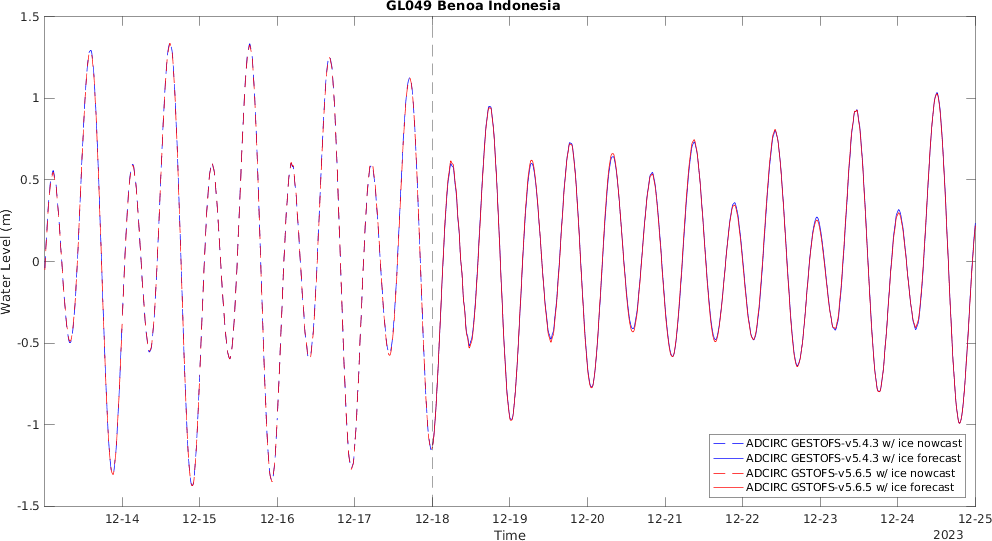 GL049 Benoa Indonesia
1.5
1
0.5
0
-0.5
-1
-1.5
Water Level (m)
12-14 12-15 12-16 12-17 12-18 12-19 12-20 12-21 12-22 12-23 12-24 12-25
Time
2023
ADCIRC GESTOFS-v5.4.3 w/ ice nowcast
ADCIRC GESTOFS-v5.4.3 w/ ice forecast
ADCIRC GSTOFS-v5.6.5 w/ ice nowcast
ADCIRC GSTOFS-v5.6.5 w/ ice forecast